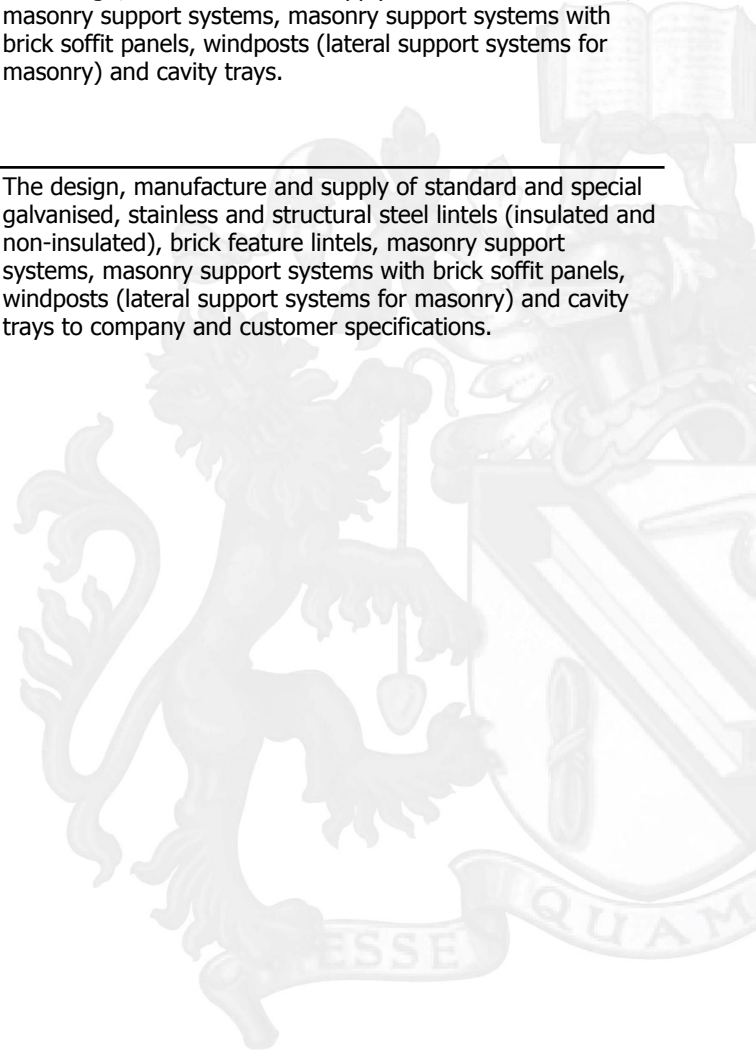 masonry support systems, masonry support systems with
brick soffit panels, windposts (lateral support systems for
masonry) and cavity trays.
The design, manufacture and supply of standard and special
galvanised, stainless and structural steel lintels (insulated and
non-insulated), brick feature lintels, masonry support
systems, masonry support systems with brick soffit panels,
windposts (lateral support systems for masonry) and cavity
trays to company and customer specifications.
ESSE QUAM